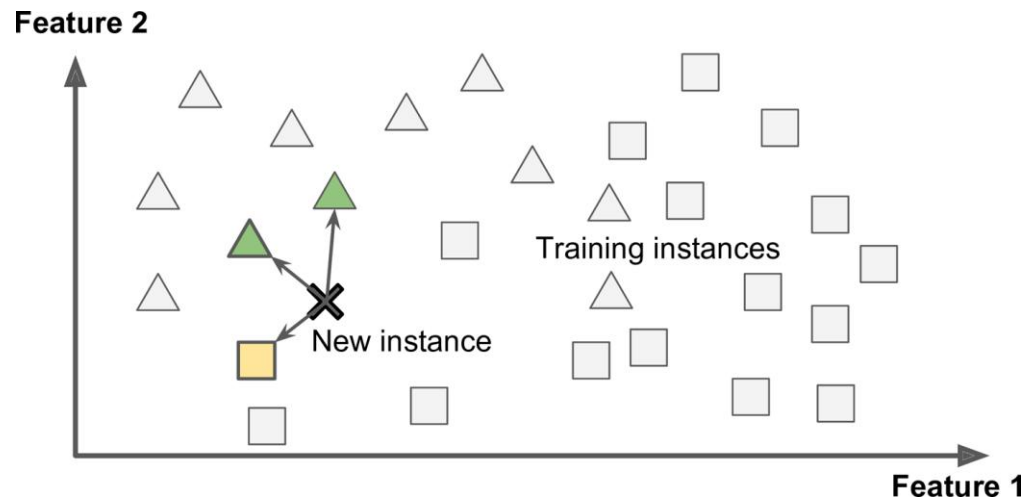 Feature 2
Training instances
New instance
Feature 1